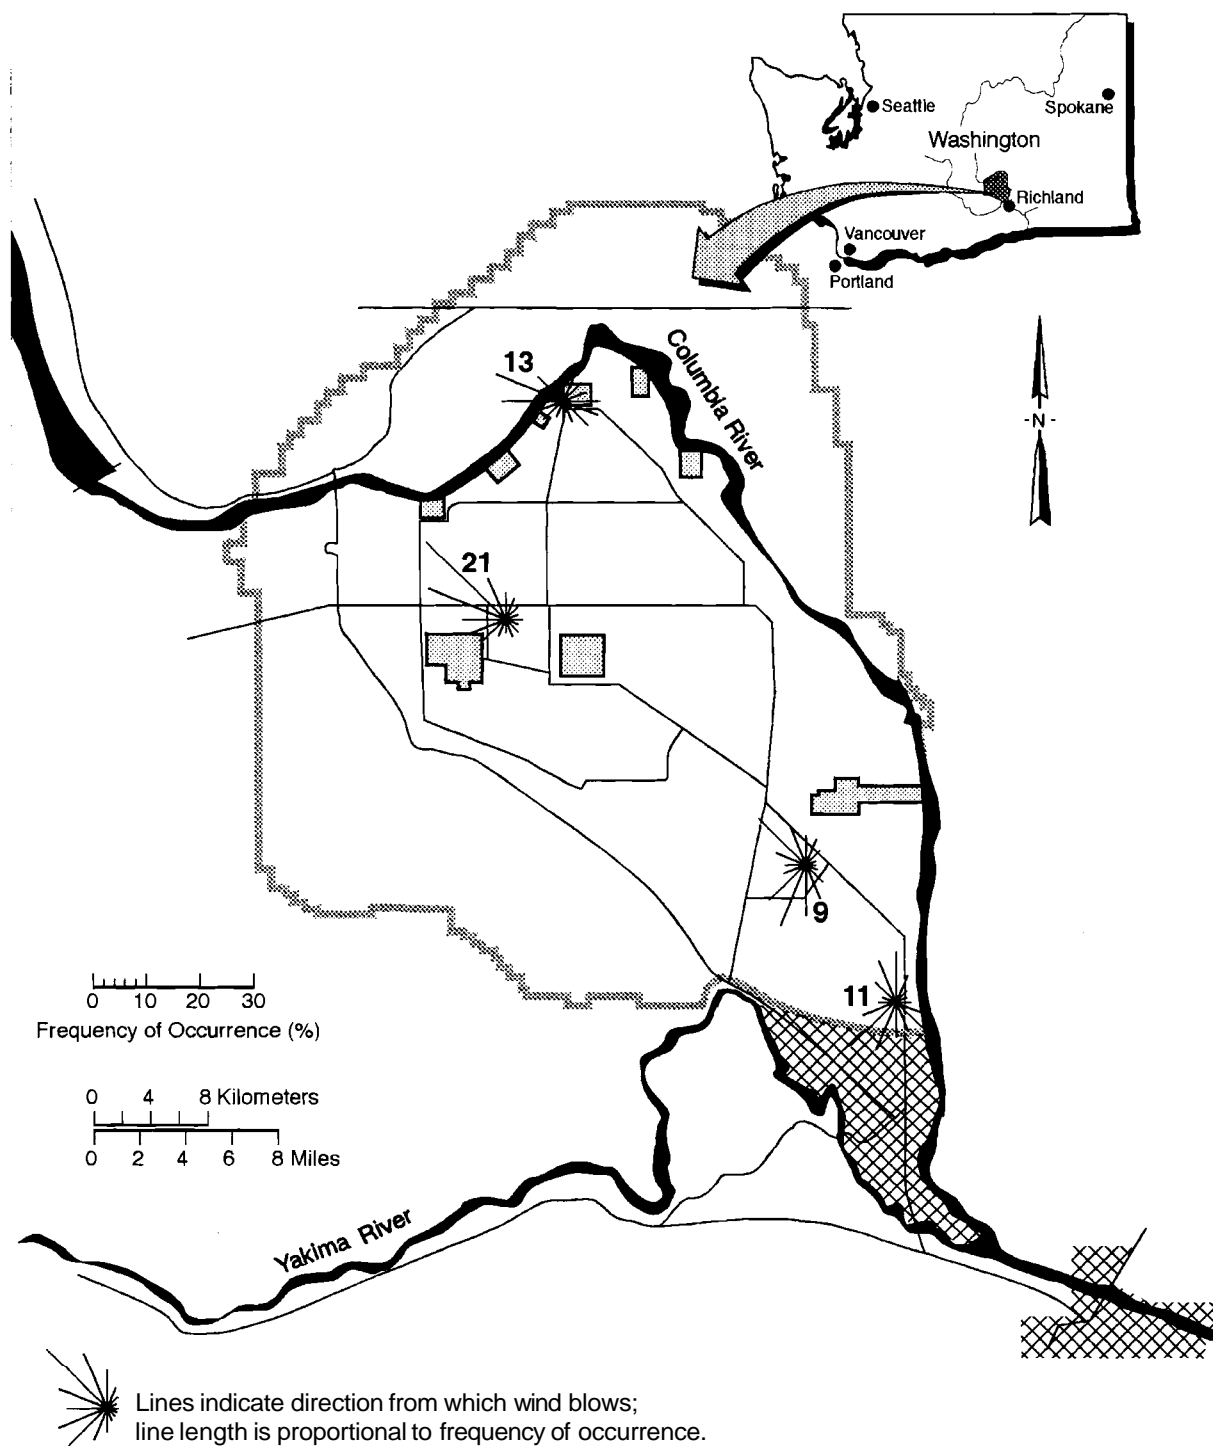 Seattle
Spokane
Washington
Richland
Vancouver
Portland
Columbia River
-N-
13
21
9
11
0 10 20 30
Frequency of Occurrence (%)
0 4 8 Kilometers
0 2 4 6 8 Miles
Yakima River
Lines indicate direction from which wind blows;
line length is proportional to frequency of occurrence.